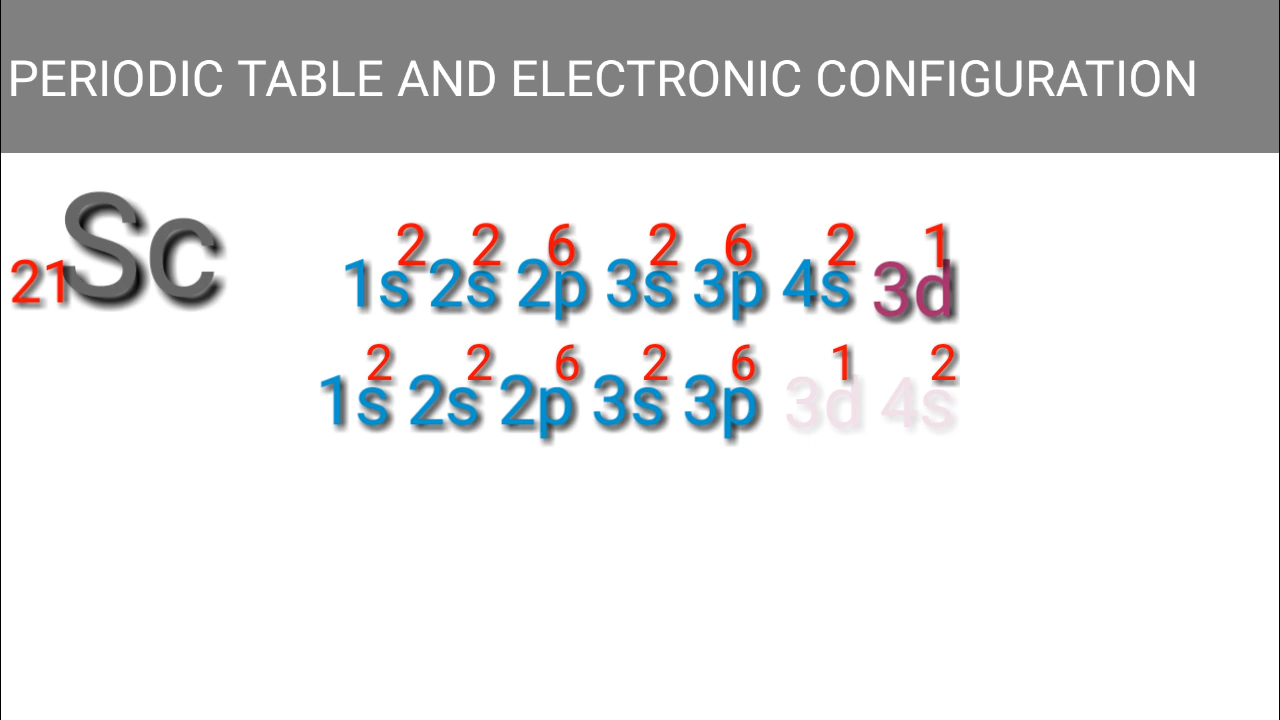 PERIODIC TABLE AND ELECTRONIC CONFIGURATION
21Sc 1s2 2s2 2p6 3s2 3p6 4s2 3d1
1s2 2s2 2p6 3s2 3p6 3d1 4s2